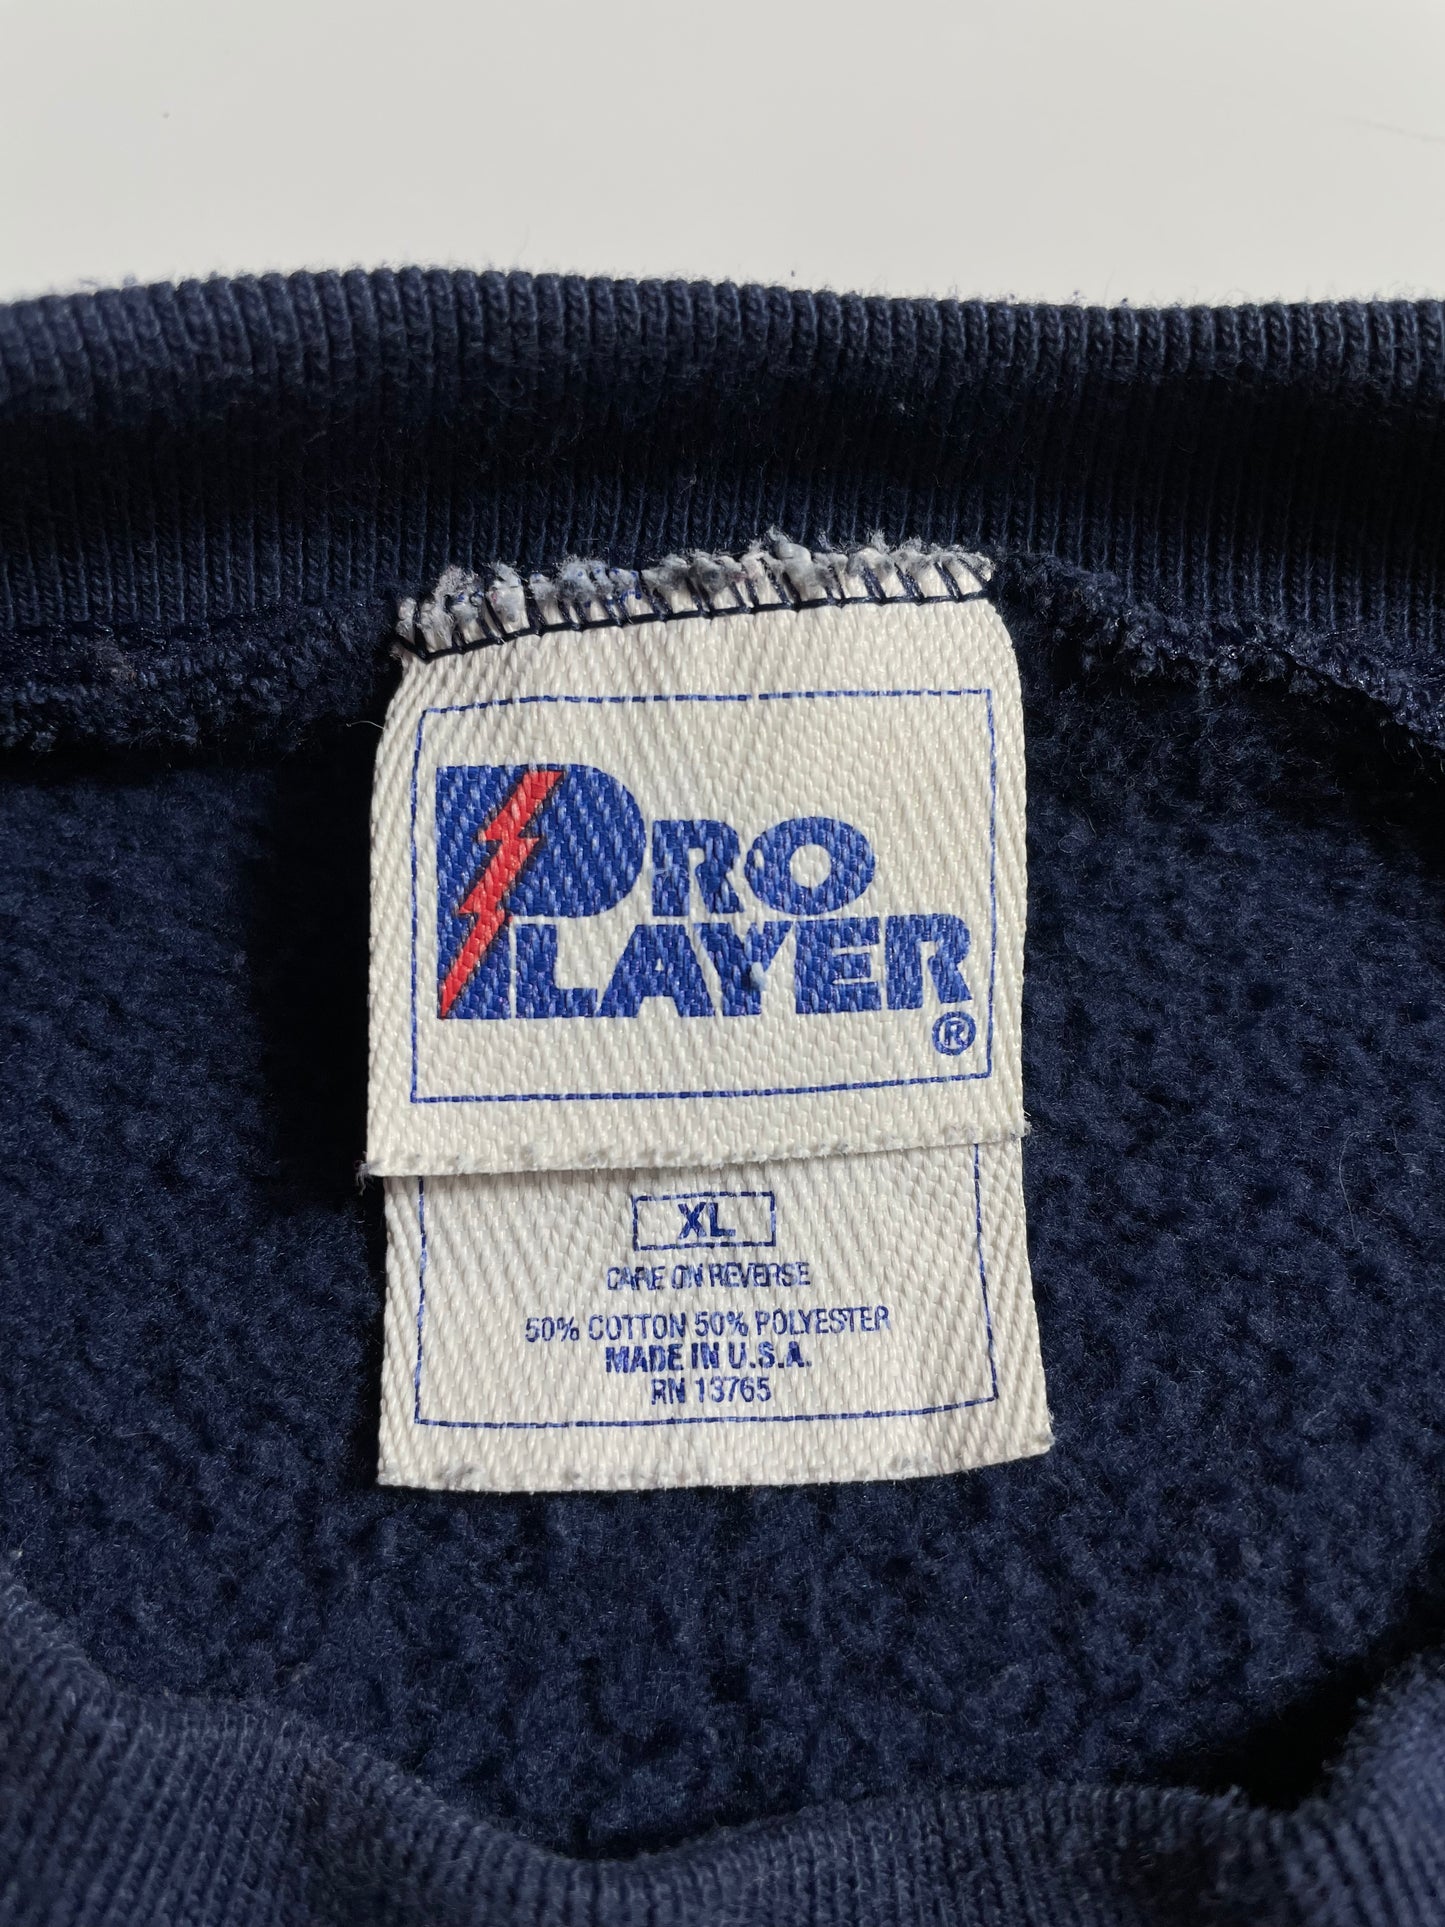 PRO
PLAYER
®
XL
CARE ON REVERSE
50% COTTON 50% POLYESTER
MADE IN U.S.A.
RN 13765